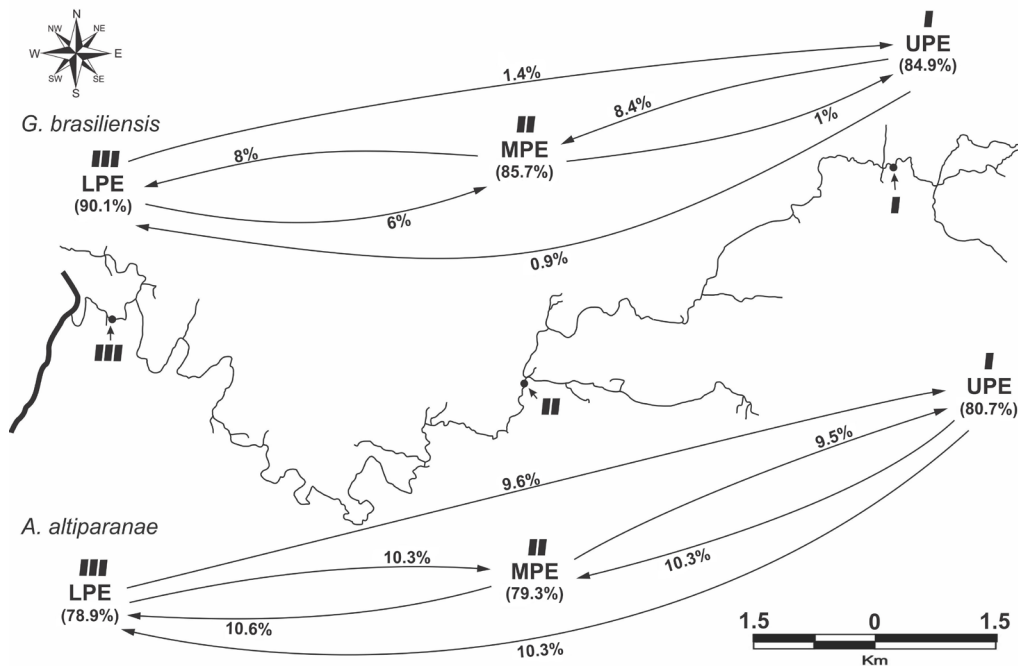 N
NW
NE
W
E
SW
SE
S
I
UPE
(84.9%)
1.4%
8.4%
1%
G. brasiliensis
II
MPE
(85.7%)
8%
III
LPE
(90.1%)
6%
0.9%
I
III
II
I
UPE
(80.7%)
9.5%
9.6%
A. altiparanae
10.3%
II
MPE
(79.3%)
10.3%
III
LPE
(78.9%)
10.6%
10.3%
1.5 0 1.5
Km